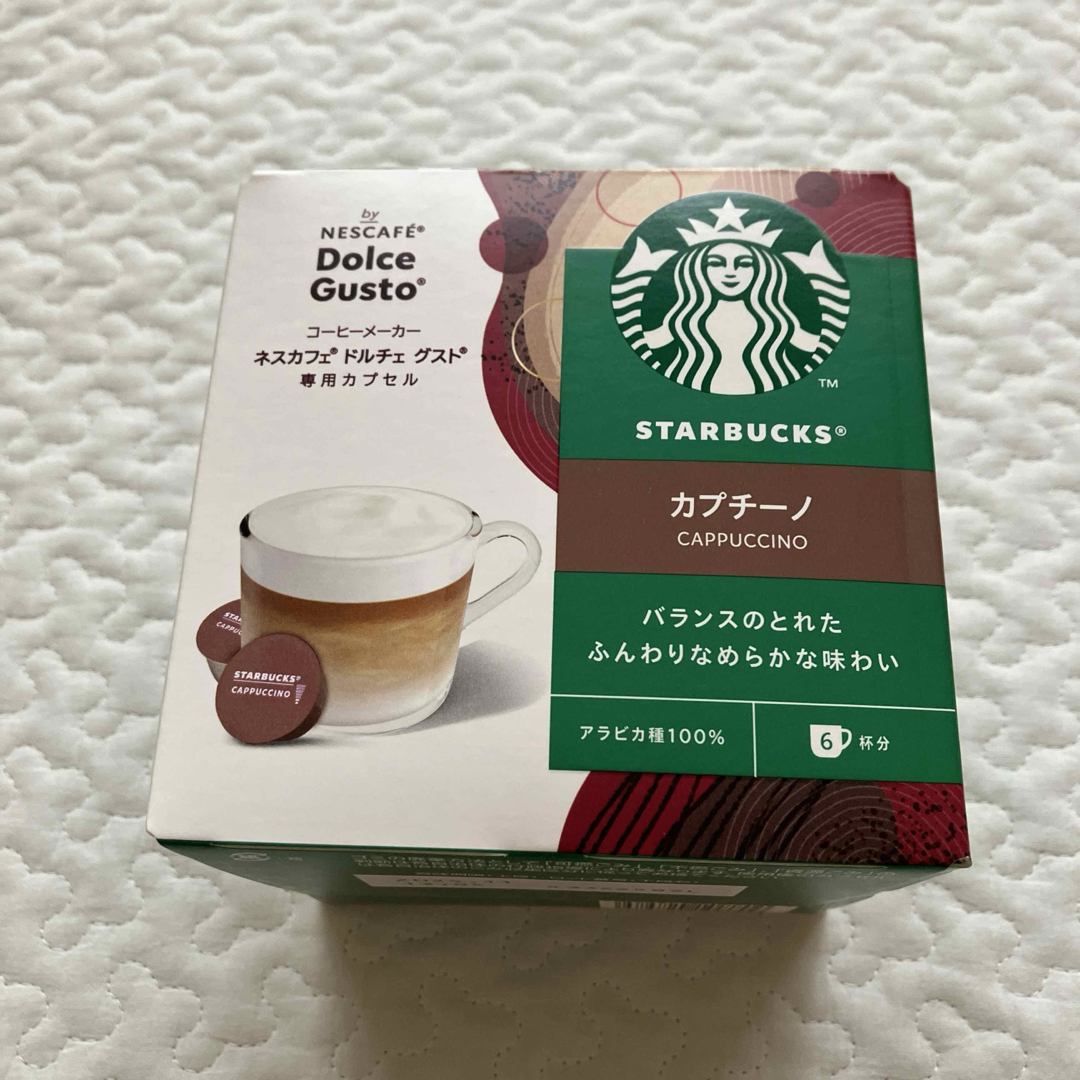 by
NESCAFÉ®
Dolce
Gusto®
コーヒーメーカー
ネスカフェ® ドルチェ グスト®
専用カプセル
STARBUCKS®
CAPPUCCINO
TM
STARBUCKS®
カプチーノ
CAPPUCCINO
バランスのとれた
ふんわりなめらかな味わい
アラビカ種100%
6杯分